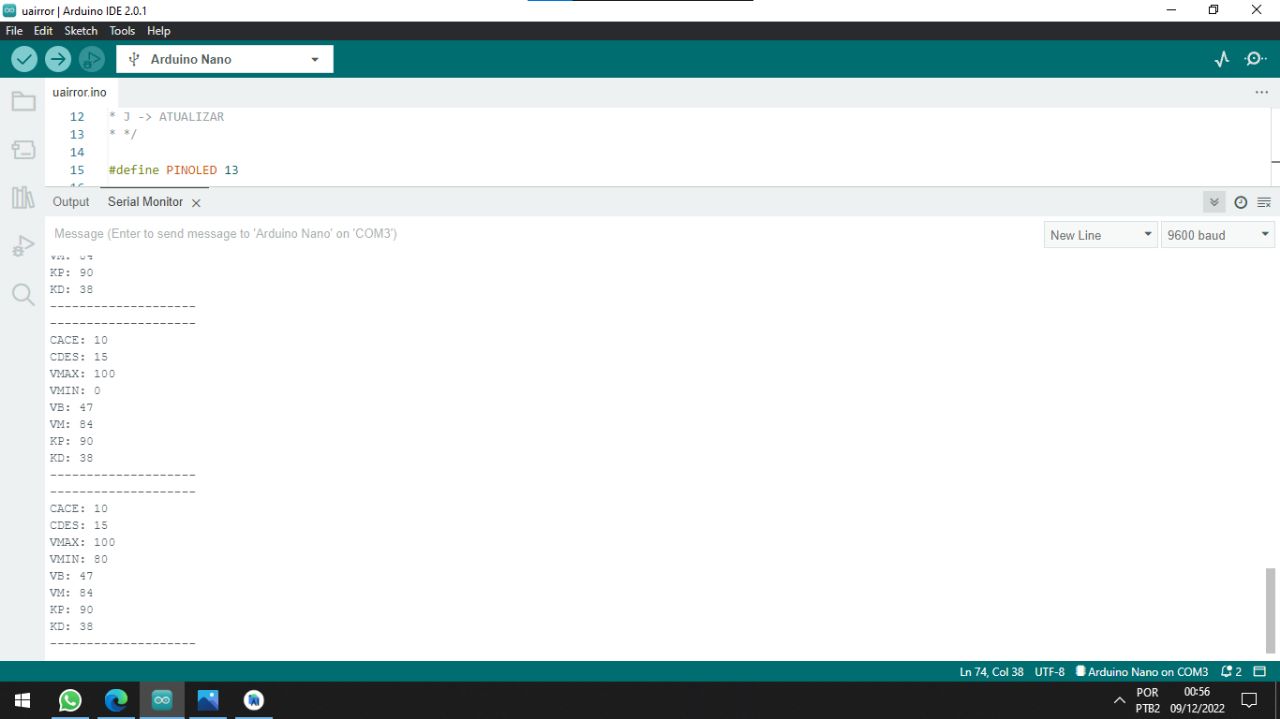 uairror | Arduino IDE 2.0.1
File Edit Sketch Tools Help
Arduino Nano
uairror.ino
12 * J -> ATUALIZAR
13 * */
14
15 #define PINOLED 13
Output Serial Monitor
Message (Enter to send message to 'Arduino Nano' on 'COM3')
New Line 9600 baud
KP: 90
KD: 38
--------------------
--------------------
CACE: 10
CDES: 15
VMAX: 100
VMIN: 0
VB: 47
VM: 84
KP: 90
KD: 38
--------------------
--------------------
CACE: 10
CDES: 15
VMAX: 100
VMIN: 80
VB: 47
VM: 84
KP: 90
KD: 38
--------------------
Ln 74, Col 38 UTF-8 Arduino Nano on COM3 2
POR 00:56
PTB2 09/12/2022